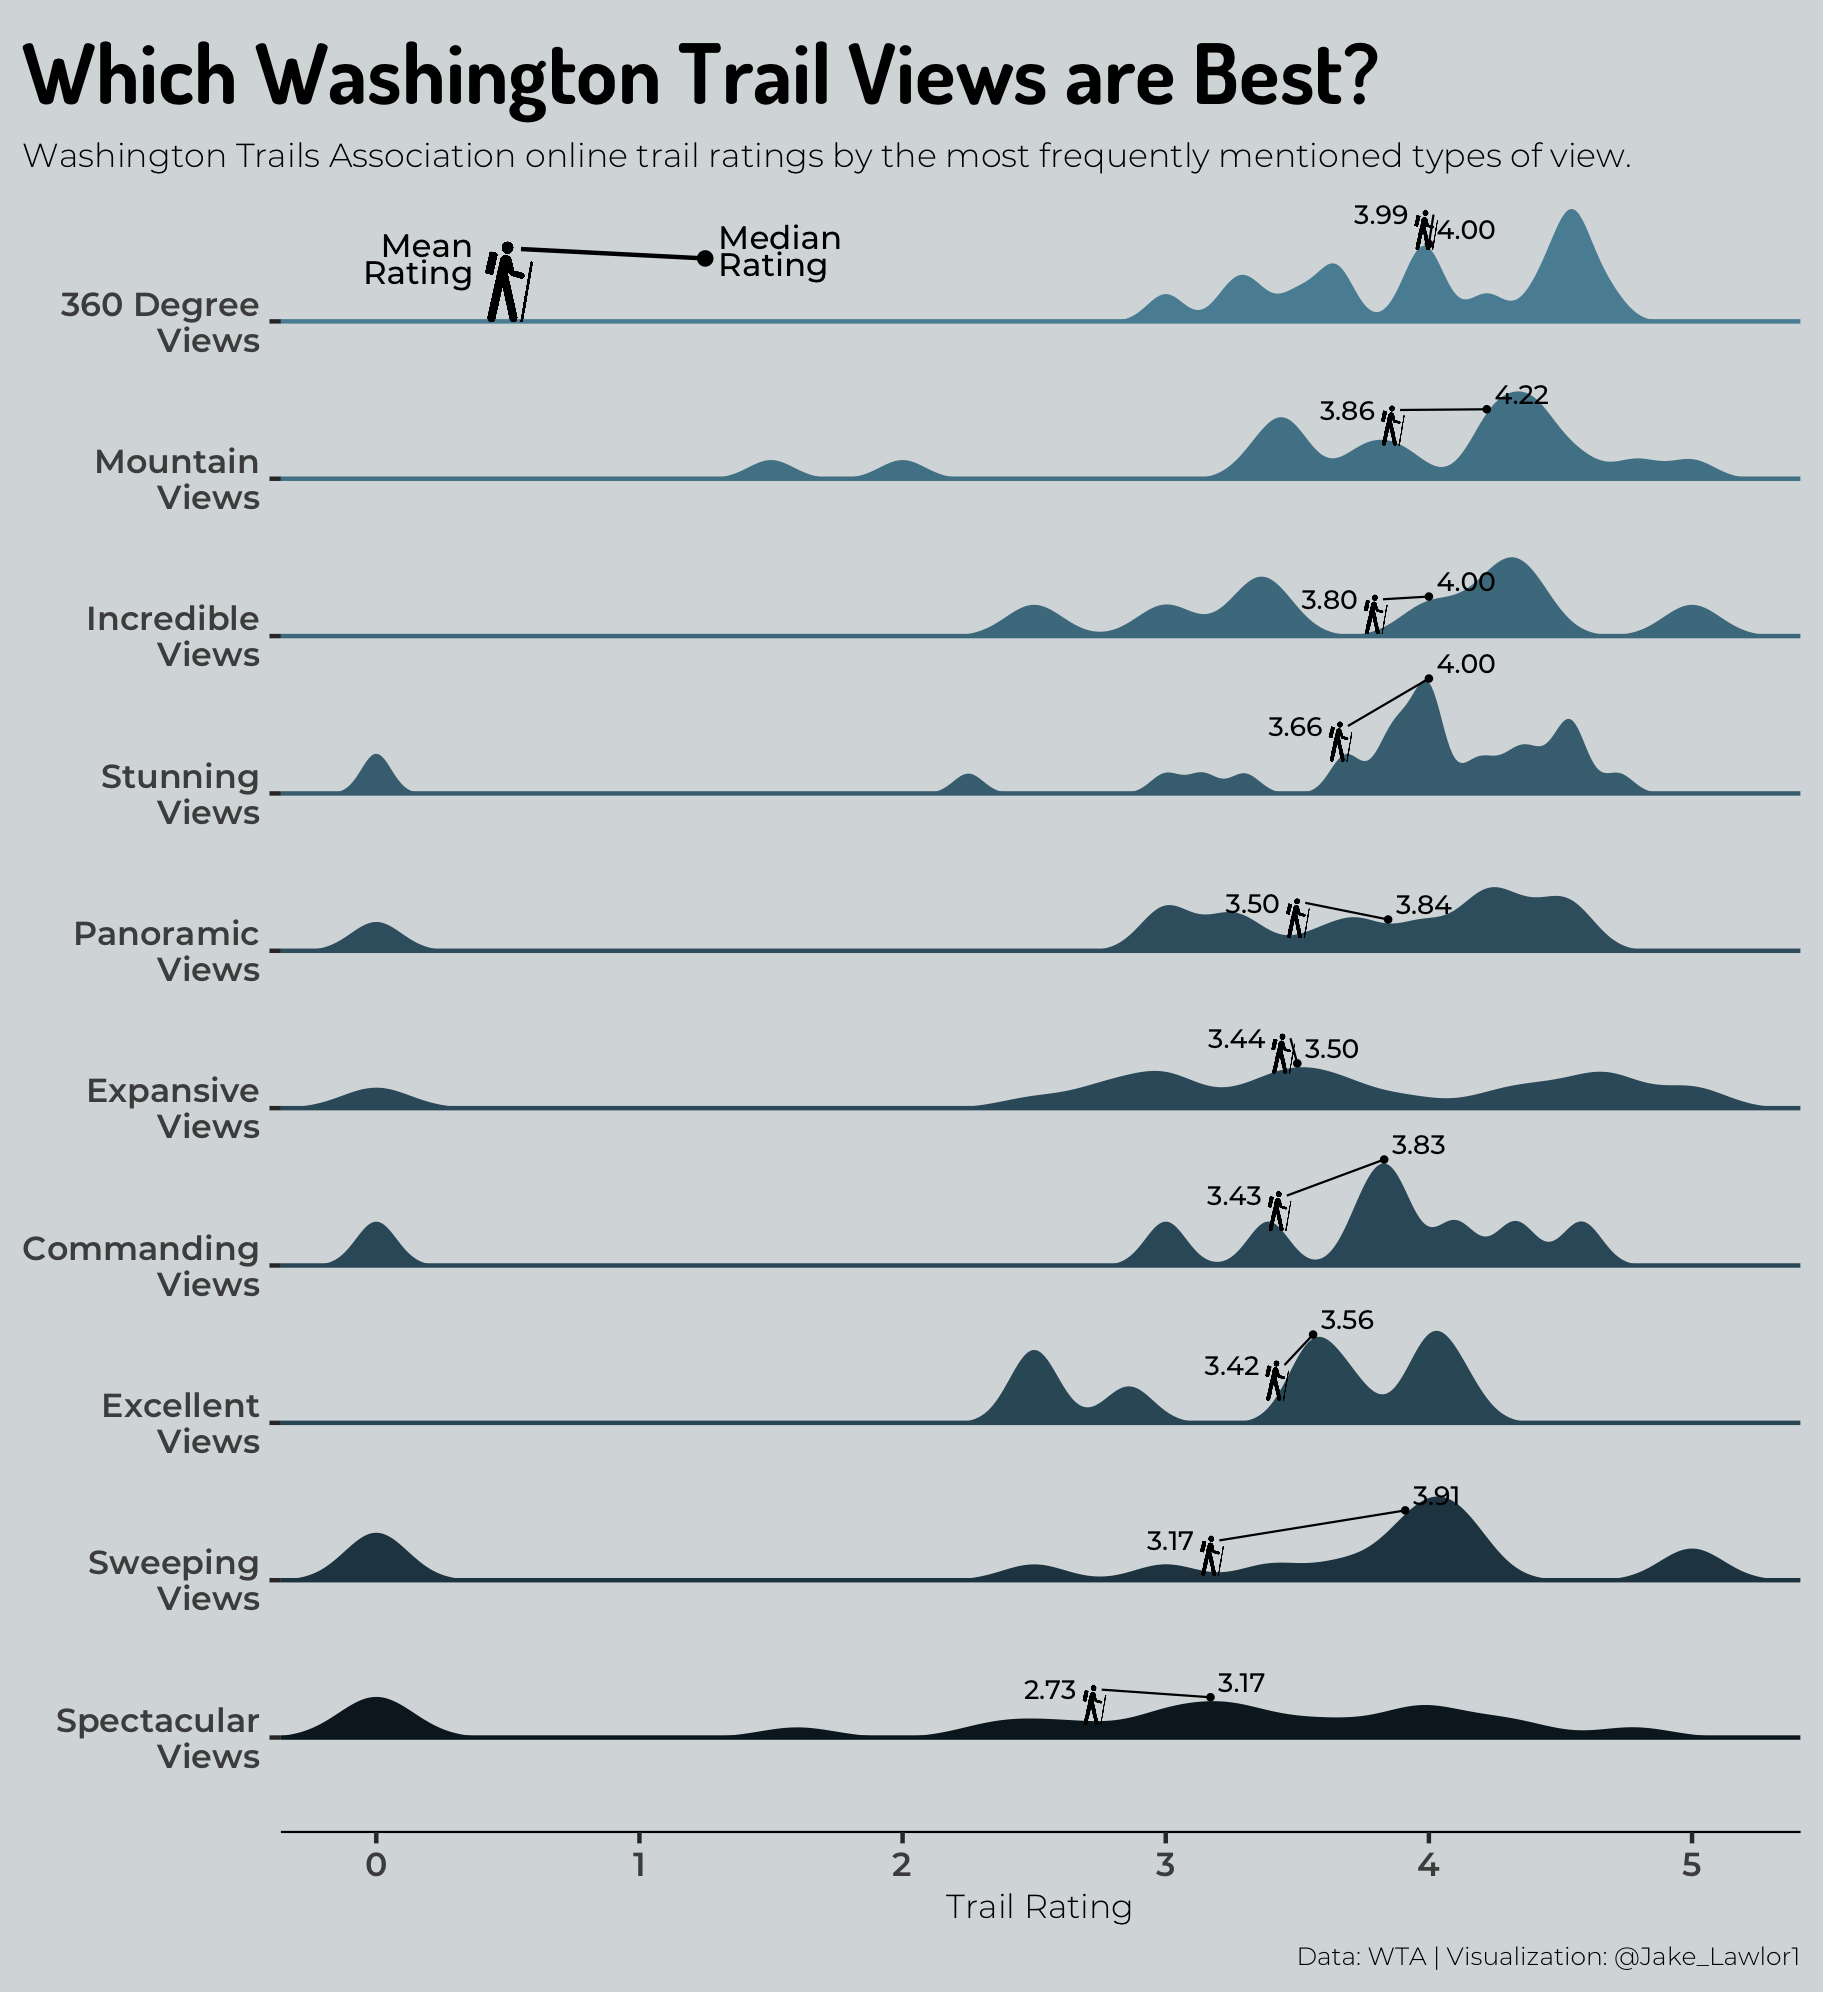 Which Washington Trail Views are Best?
Washington Trails Association online trail ratings by the most frequently mentioned types of view.
Mean
Rating
Median
Rating
360 Degree
Views
3.99
4.00
Mountain
Views
3.86
4.22
Incredible
Views
3.80
4.00
Stunning
Views
3.66
4.00
Panoramic
Views
3.50
3.84
Expansive
Views
3.44
3.50
Commanding
Views
3.43
3.83
Excellent
Views
3.42
3.56
Sweeping
Views
3.17
3.91
Spectacular
Views
2.73
3.17
0 1 2 3 4 5
Trail Rating
Data: WTA | Visualization: @Jake_Lawlor1